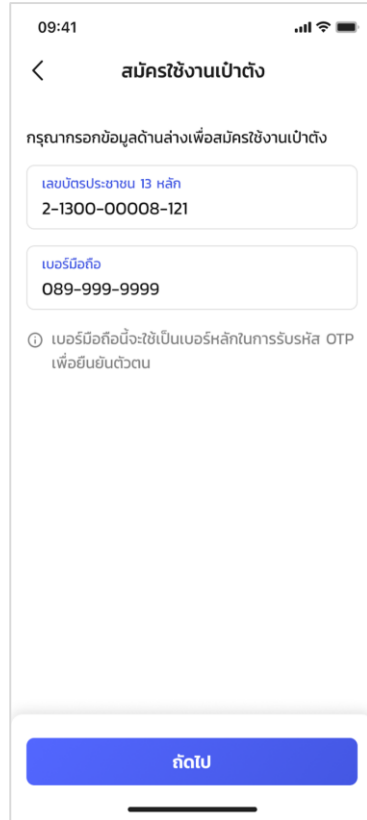 09:41
สมัครใช้งานเป๋าตัง
กรุณากรอกข้อมูลด้านล่างเพื่อสมัครใช้งานเป๋าตัง
เลขบัตรประชาชน 13 หลัก
2-1300-00008-121
เบอร์มือถือ
089-999-9999
เบอร์มือถือนี้จะใช้เป็นเบอร์หลักในการรับรหัส OTP
เพื่อยืนยันตัวตน
ถัดไป